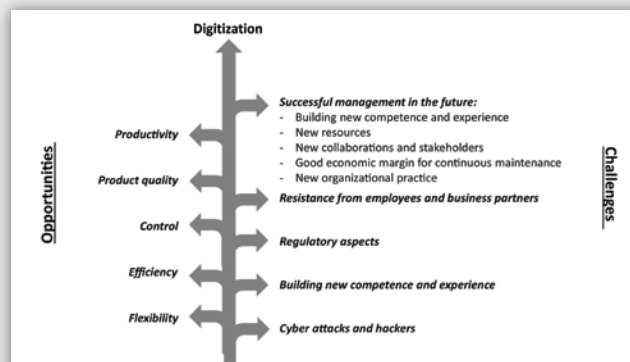 Digitization
Opportunities
Productivity
Product quality
Control
Efficiency
Flexibility
Successful management in the future:
- Building new competence and experience
- New resources
- New collaborations and stakeholders
- Good economic margin for continuous maintenance
- New organizational practice
Resistance from employees and business partners
Regulatory aspects
Building new competence and experience
Cyber attacks and hackers
Challenges